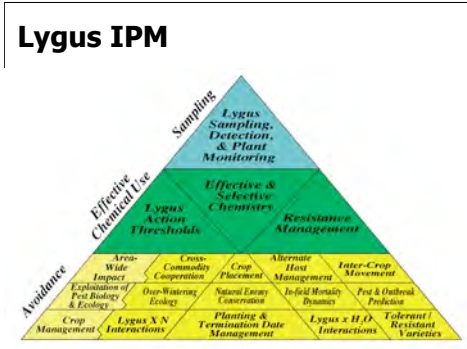 Lygus IPM
Sampling
Lygus
Sampling,
Detection,
& Plant
Monitoring
Effective
Chemical Use
Effective &
Selective
Chemistry
Lygus
Action
Thresholds
Resistance
Management
Avoidance
Area-
Wide
Impact
Cross-
Commodity
Cooperation
Crop
Placement
Alternate
Host
Management
Inter-Crop
Movement
Exploitation of
Pest Biology
& Ecology
Over-Wintering
Ecology
Natural Enemy
Conservation
In-field Mortality
Dynamics
Pest & Outbreak
Prediction
Crop
Management
Lygus X N
Interactions
Planting &
Termination Date
Management
Lygus x H₂O
Interactions
Tolerant /
Resistant
Varieties